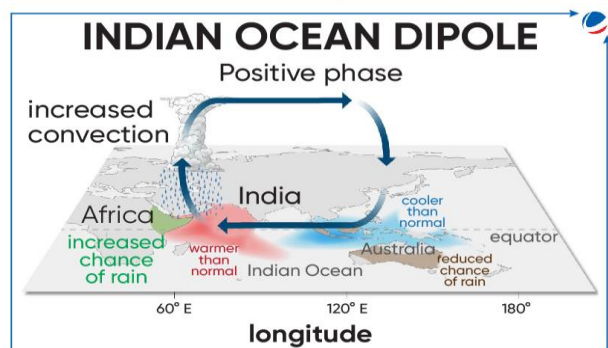 INDIAN OCEAN DIPOLE
Positive phase
increased
convection
India
Africa
cooler
than
normal
equator
increased
chance
of rain
warmer
than
normal
Indian Ocean
Australia
reduced
chance
of rain
60° E
120° E
180°
longitude